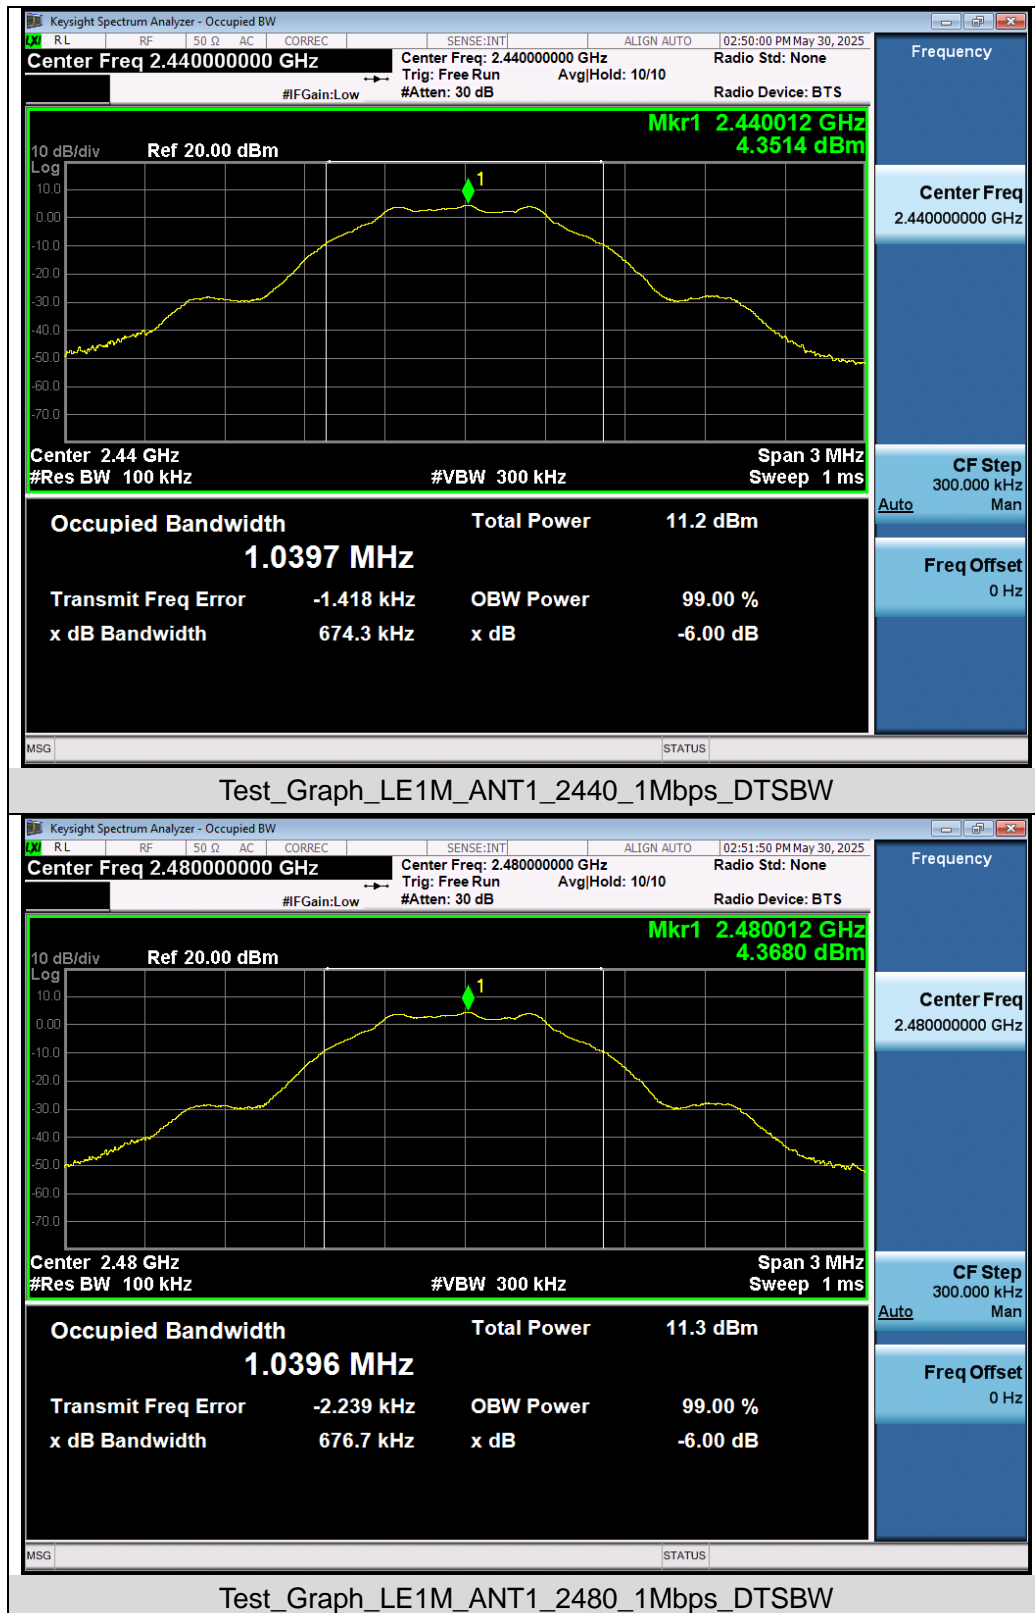 Keysight Spectrum Analyzer - Occupied BW
LXI RL RF 50 Ω AC CORREC SENSE:INT ALIGN AUTO 02:50:00 PM May 30, 2025
Center Freq 2.440000000 GHz Center Freq: 2.440000000 GHz Radio Std: None
Trig: Free Run Avg|Hold: 10/10
#IFGain:Low #Atten: 30 dB Radio Device: BTS
Mkr1 2.440012 GHz
10 dB/div Ref 20.00 dBm 4.3514 dBm
Log
10.0
1
0.00
-10.0
-20.0
-30.0
-40.0
-50.0
-60.0
-70.0
Center 2.44 GHz Span 3 MHz
#Res BW 100 kHz #VBW 300 kHz Sweep 1 ms
Occupied Bandwidth Total Power 11.2 dBm
1.0397 MHz
Transmit Freq Error -1.418 kHz OBW Power 99.00 %
x dB Bandwidth 674.3 kHz x dB -6.00 dB
MSG STATUS
Frequency
Center Freq
2.440000000 GHz
CF Step
300.000 kHz
Auto Man
Freq Offset
0 Hz
Test_Graph_LE1M_ANT1_2440_1Mbps_DTSBW
Keysight Spectrum Analyzer - Occupied BW
LXI RL RF 50 Ω AC CORREC SENSE:INT ALIGN AUTO 02:51:50 PM May 30, 2025
Center Freq 2.480000000 GHz Center Freq: 2.480000000 GHz Radio Std: None
Trig: Free Run Avg|Hold: 10/10
#IFGain:Low #Atten: 30 dB Radio Device: BTS
Mkr1 2.480012 GHz
10 dB/div Ref 20.00 dBm 4.3680 dBm
Log
10.0
1
0.00
-10.0
-20.0
-30.0
-40.0
-50.0
-60.0
-70.0
Center 2.48 GHz Span 3 MHz
#Res BW 100 kHz #VBW 300 kHz Sweep 1 ms
Occupied Bandwidth Total Power 11.3 dBm
1.0396 MHz
Transmit Freq Error -2.239 kHz OBW Power 99.00 %
x dB Bandwidth 676.7 kHz x dB -6.00 dB
MSG STATUS
Frequency
Center Freq
2.480000000 GHz
CF Step
300.000 kHz
Auto Man
Freq Offset
0 Hz
Test_Graph_LE1M_ANT1_2480_1Mbps_DTSBW